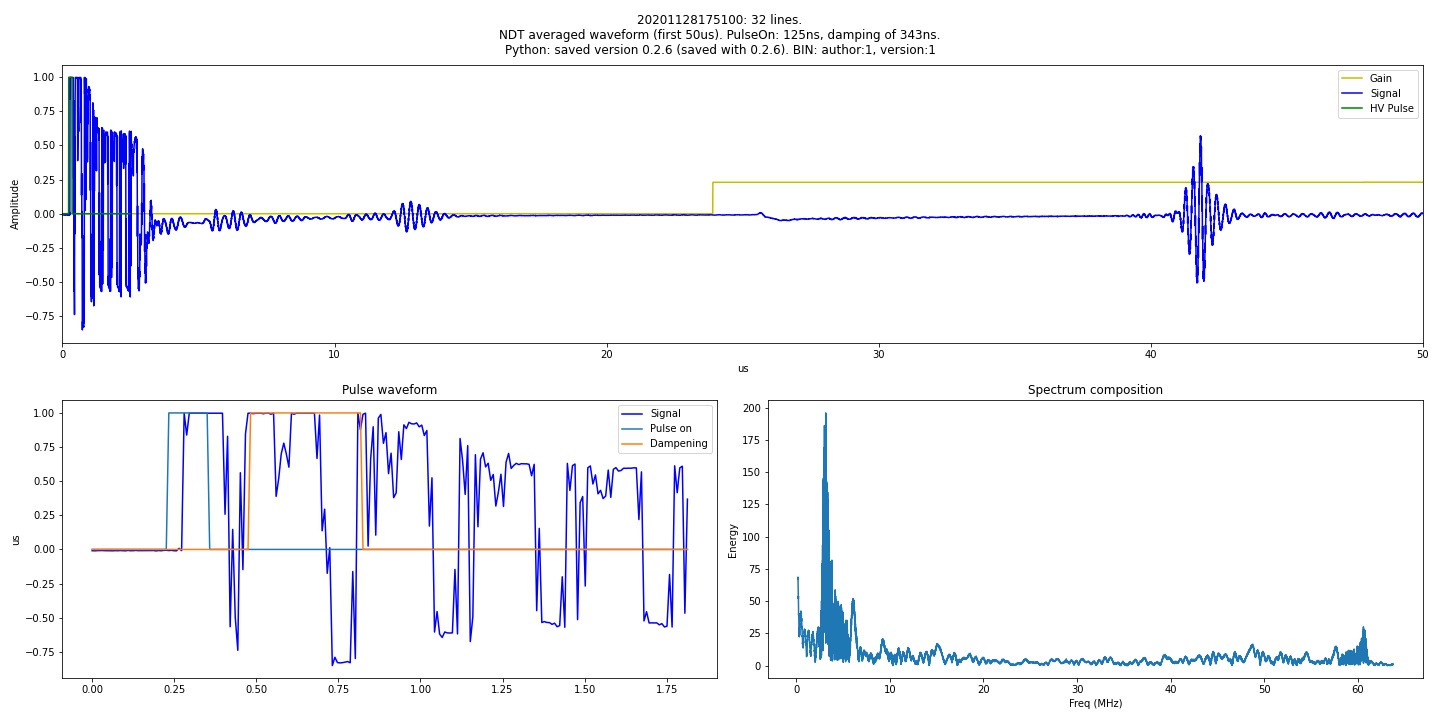 20201128175100: 32 lines.
NDT averaged waveform (first 50us). PulseOn: 125ns, damping of 343ns.
Python: saved version 0.2.6 (saved with 0.2.6). BIN: author:1, version:1
1.00
0.75
0.50
0.25
0.00
−0.25
−0.50
−0.75
Amplitude
Gain
Signal
HV Pulse
0 10 20 30 40 50
us
Pulse waveform
1.00
0.75
0.50
0.25
0.00
−0.25
−0.50
−0.75
us
Signal
Pulse on
Dampening
0.00 0.25 0.50 0.75 1.00 1.25 1.50 1.75
Spectrum composition
200
175
150
125
100
75
50
25
0
Energy
0 10 20 30 40 50 60
Freq (MHz)